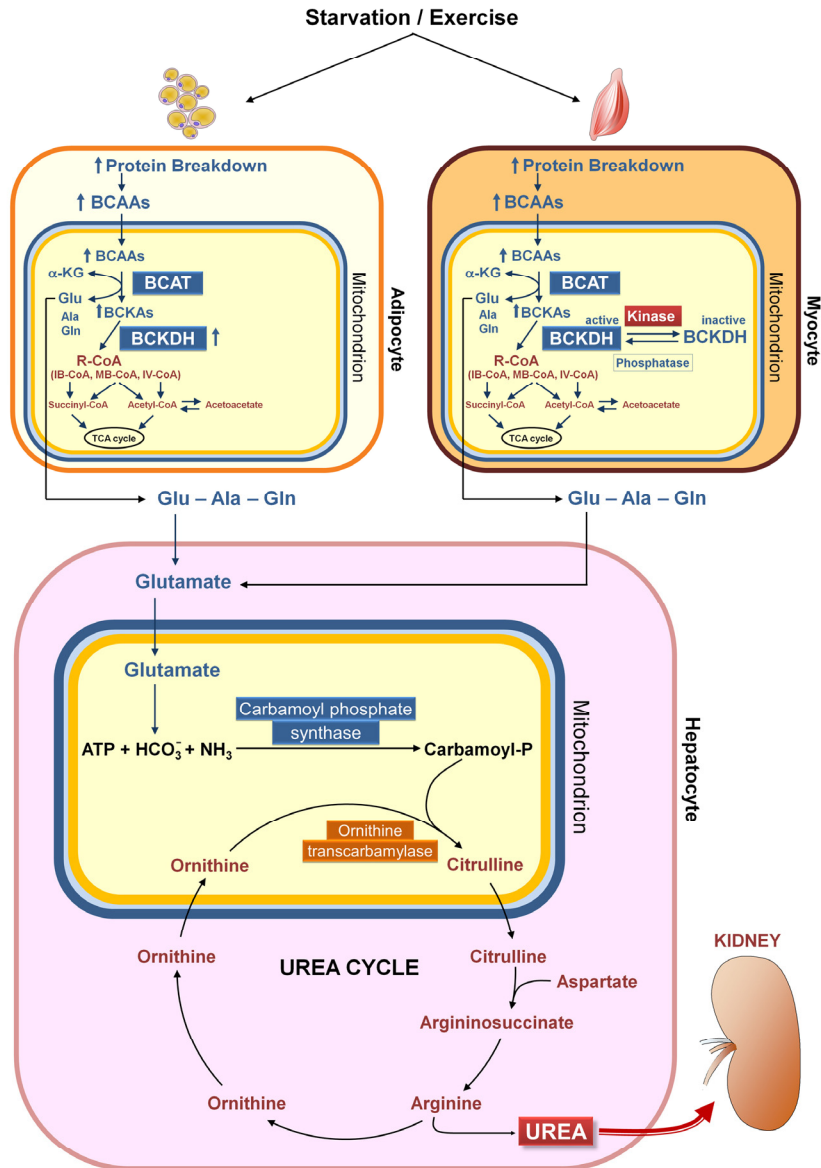 Starvation / Exercise
↑ Protein Breakdown
↑ BCAAs
↑ BCAAs
α-KG
BCAT
Glu
Ala
Gln
↑ BCKAs
BCKDH ↑
R-CoA
(IB-CoA, MB-CoA, IV-CoA)
Succinyl-CoA
Acetyl-CoA
Acetoacetate
TCA cycle
Mitochondrion
Adipocyte
↑ Protein Breakdown
↑ BCAAs
↑ BCAAs
α-KG
BCAT
Glu
Ala
Gln
↑ BCKAs
active
Kinase
inactive
BCKDH
BCKDH
Phosphatase
R-CoA
(IB-CoA, MB-CoA, IV-CoA)
Succinyl-CoA
Acetyl-CoA
Acetoacetate
TCA cycle
Mitochondrion
Myocyte
Glu – Ala – Gln
Glu – Ala – Gln
Glutamate
Glutamate
Carbamoyl phosphate
synthase
ATP + HCO₃⁻ + NH₃
Carbamoyl-P
Ornithine
transcarbamylase
Ornithine
Citrulline
Mitochondrion
Hepatocyte
Ornithine
UREA CYCLE
Citrulline
Aspartate
Argininosuccinate
Ornithine
Arginine
UREA
KIDNEY